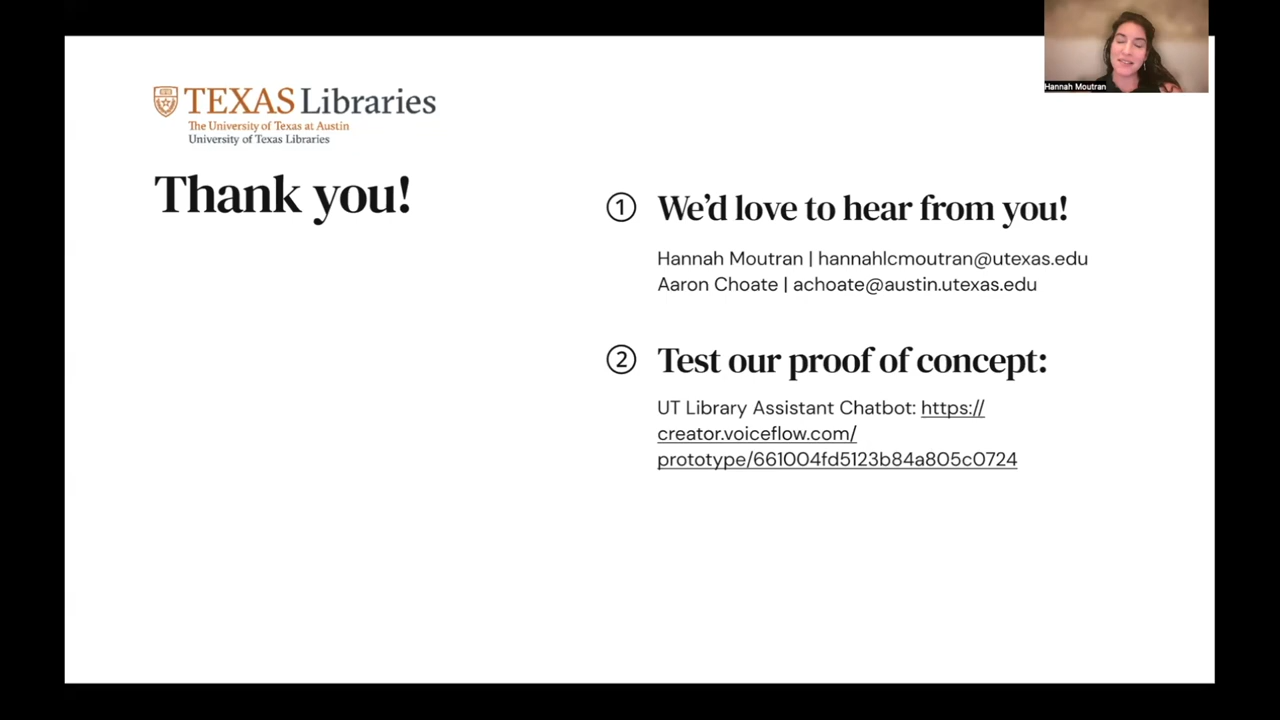 TEXAS Libraries
The University of Texas at Austin
University of Texas Libraries
Thank you!
① We'd love to hear from you!
Hannah Moutran | hannahlcmoutran@utexas.edu
Aaron Choate | achoate@austin.utexas.edu
② Test our proof of concept:
UT Library Assistant Chatbot: https://
creator.voiceflow.com/
prototype/661004fd5123b84a805c0724
Hannah Moutran